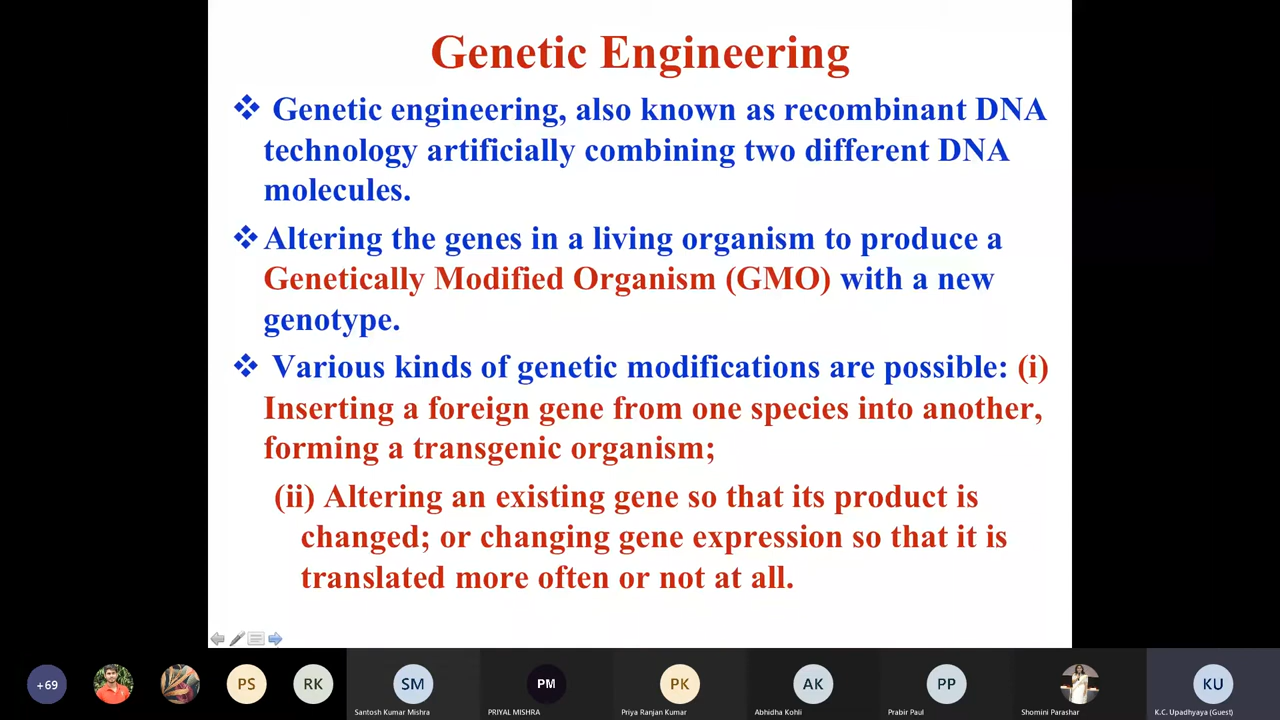 Genetic Engineering
❖ Genetic engineering, also known as recombinant DNA
technology artificially combining two different DNA
molecules.
❖ Altering the genes in a living organism to produce a
Genetically Modified Organism (GMO) with a new
genotype.
❖ Various kinds of genetic modifications are possible: (i)
Inserting a foreign gene from one species into another,
forming a transgenic organism;
(ii) Altering an existing gene so that its product is
changed; or changing gene expression so that it is
translated more often or not at all.
+69 PS RK SM PM PK AK PP KU
Santosh Kumar Mishra PRIYAL MISHRA Priya Ranjan Kumar Abhidha Kohli Prabir Paul Shomini Parashar K.C. Upadhyaya (Guest)